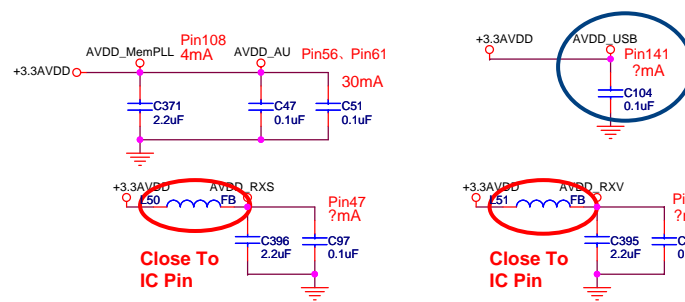 AVDD_MemPLL
Pin108
4mA
AVDD_AU
Pin56、Pin61
30mA
+3.3AVDD
C371
2.2uF
C47
0.1uF
C51
0.1uF
+3.3AVDD
AVDD_USB
Pin141
?mA
C104
0.1uF
+3.3AVDD
AVDD_RXS
L50
FB
Pin47
?mA
C396
2.2uF
C97
0.1uF
Close To
IC Pin
+3.3AVDD
AVDD_RXV
L51
FB
C395
2.2uF
Close To
IC Pin